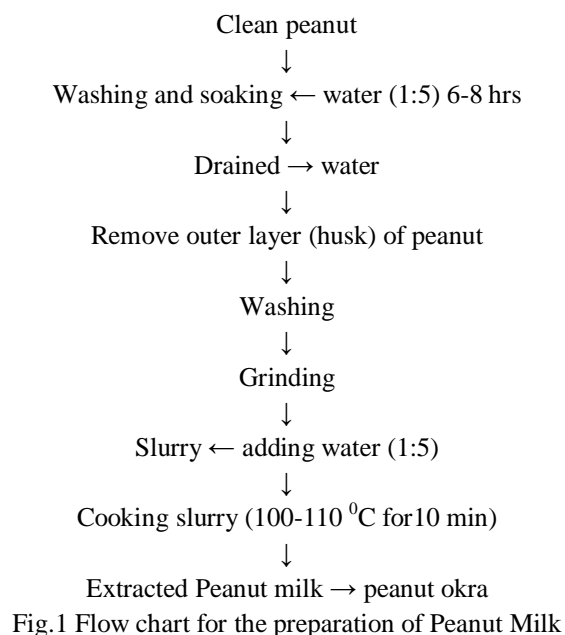 Clean peanut
↓
Washing and soaking ← water (1:5) 6-8 hrs
↓
Drained → water
↓
Remove outer layer (husk) of peanut
↓
Washing
↓
Grinding
↓
Slurry ← adding water (1:5)
↓
Cooking slurry (100-110 ⁰C for10 min)
↓
Extracted Peanut milk → peanut okra
Fig.1 Flow chart for the preparation of Peanut Milk